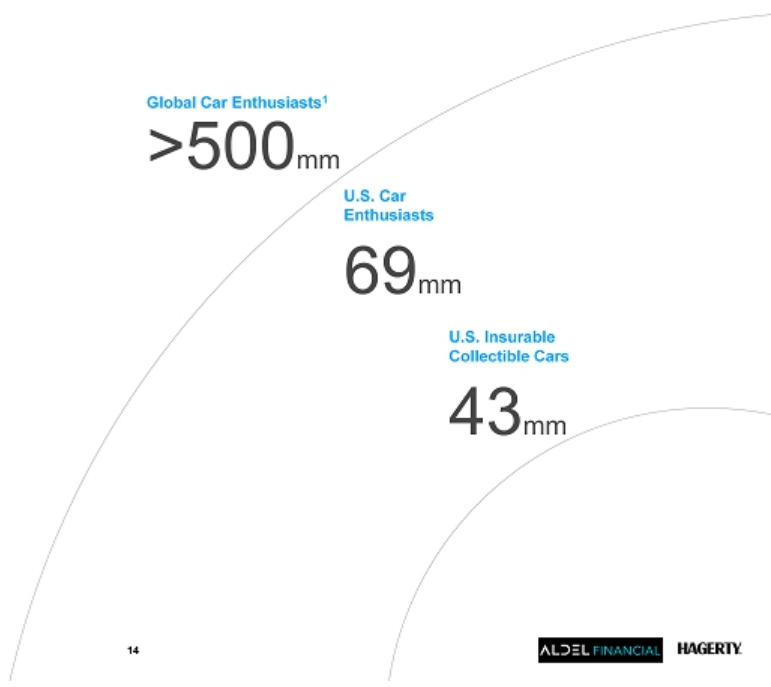 Global Car Enthusiasts¹
>500mm
U.S. Car
Enthusiasts
69mm
U.S. Insurable
Collectible Cars
43mm
14
ALDEL FINANCIAL
HAGERTY